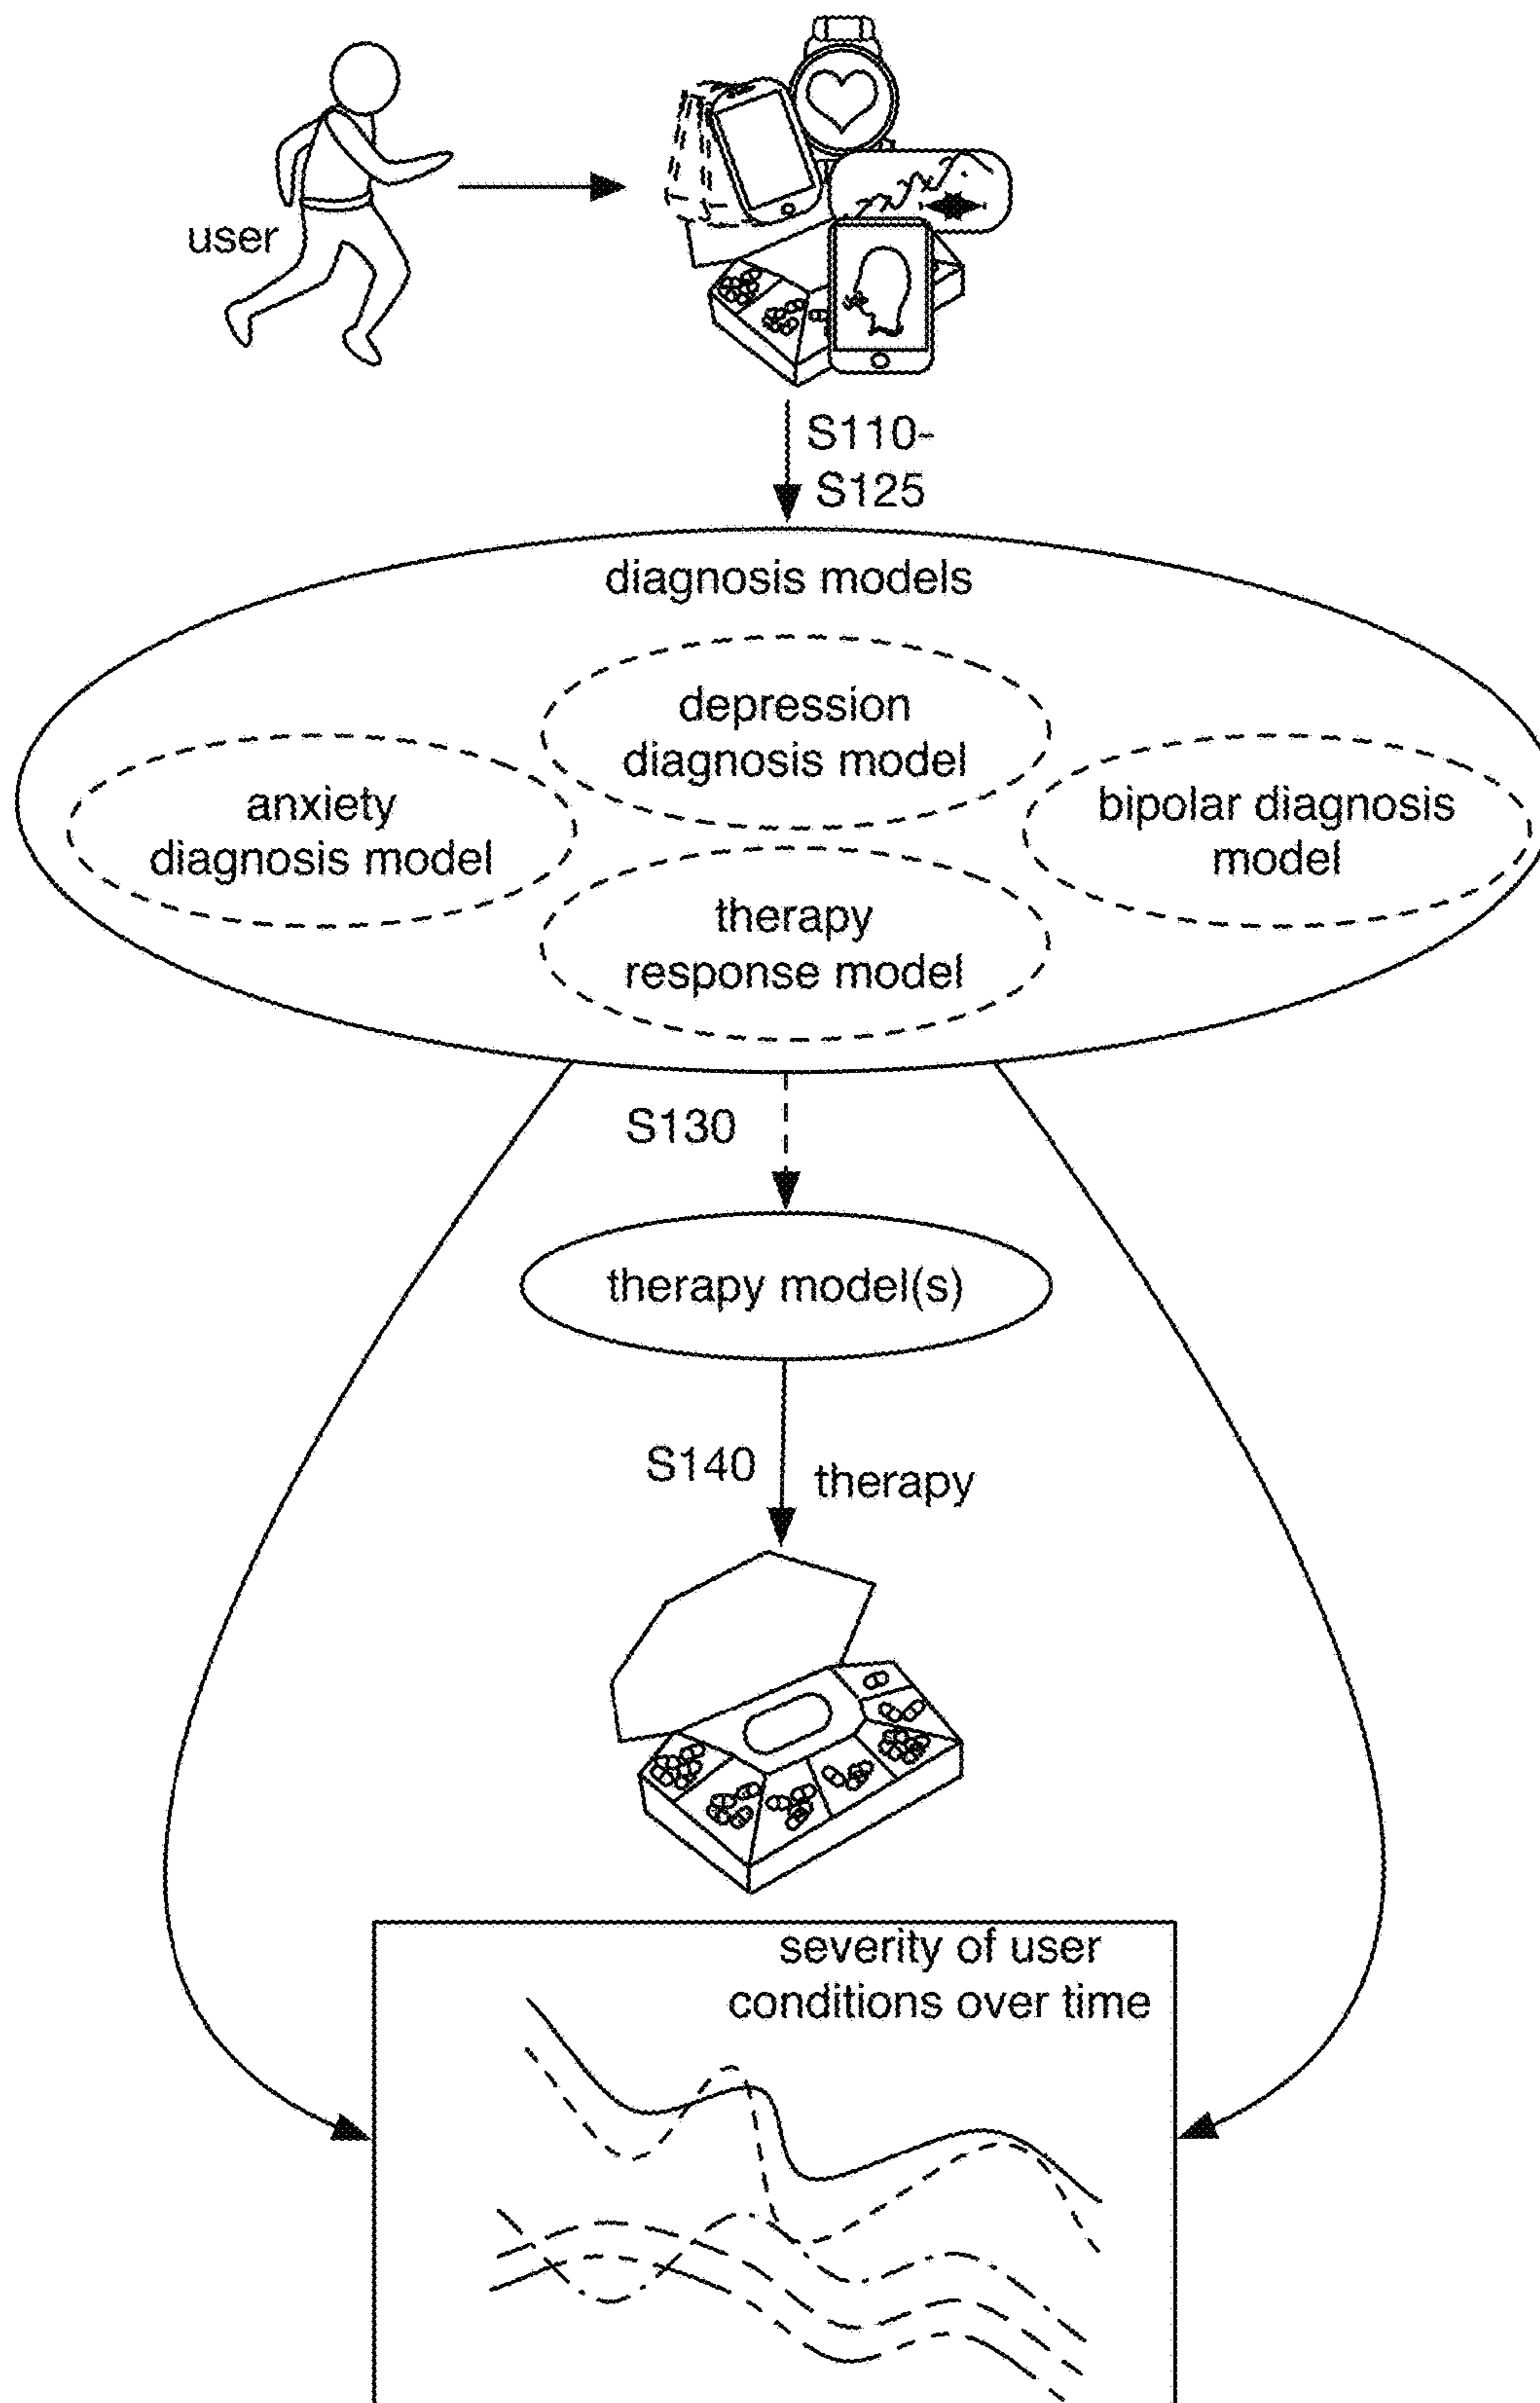 user
S110-
S125
diagnosis models
depression
diagnosis model
anxiety
diagnosis model
bipolar diagnosis
model
therapy
response model
S130
therapy model(s)
S140
therapy
severity of user
conditions over time